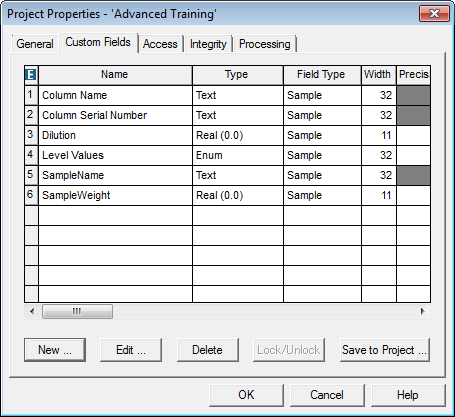 Project Properties - 'Advanced Training'
General Custom Fields Access Integrity Processing
E Name Type Field Type Width Precis
1 Column Name Text Sample 32
2 Column Serial Number Text Sample 32
3 Dilution Real (0.0) Sample 11
4 Level Values Enum Sample 32
5 SampleName Text Sample 32
6 SampleWeight Real (0.0) Sample 11
New ... Edit ... Delete Lock/Unlock Save to Project ...
OK Cancel Help